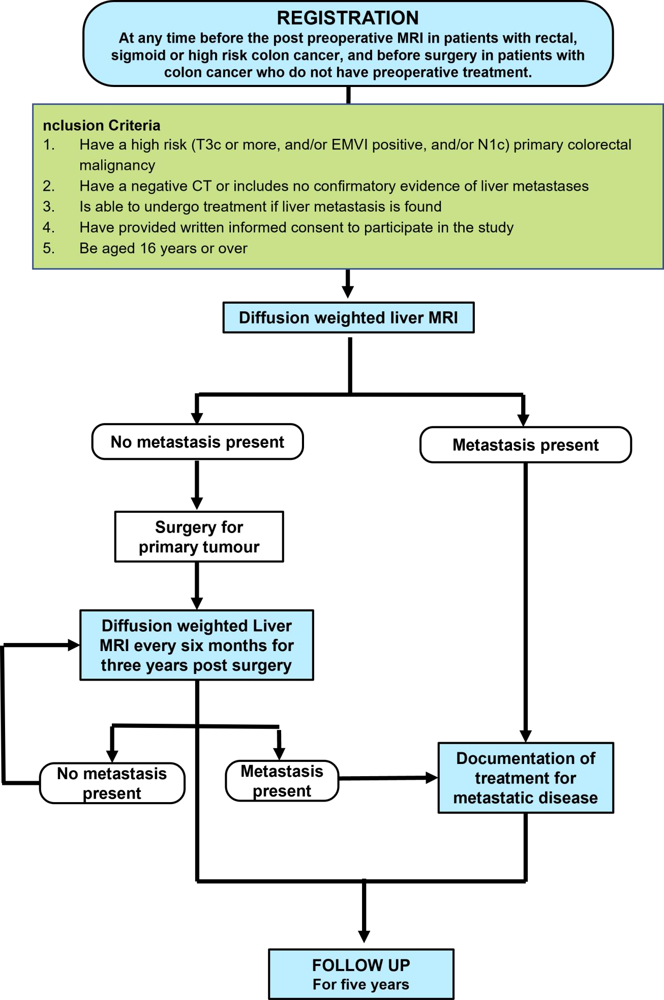 REGISTRATION
At any time before the post preoperative MRI in patients with rectal,
sigmoid or high risk colon cancer, and before surgery in patients with
colon cancer who do not have preoperative treatment.
nclusion Criteria
1. Have a high risk (T3c or more, and/or EMVI positive, and/or N1c) primary colorectal
malignancy
2. Have a negative CT or includes no confirmatory evidence of liver metastases
3. Is able to undergo treatment if liver metastasis is found
4. Have provided written informed consent to participate in the study
5. Be aged 16 years or over
Diffusion weighted liver MRI
No metastasis present
Metastasis present
Surgery for
primary tumour
Diffusion weighted Liver
MRI every six months for
three years post surgery
No metastasis
present
Metastasis
present
Documentation of
treatment for
metastatic disease
FOLLOW UP
For five years